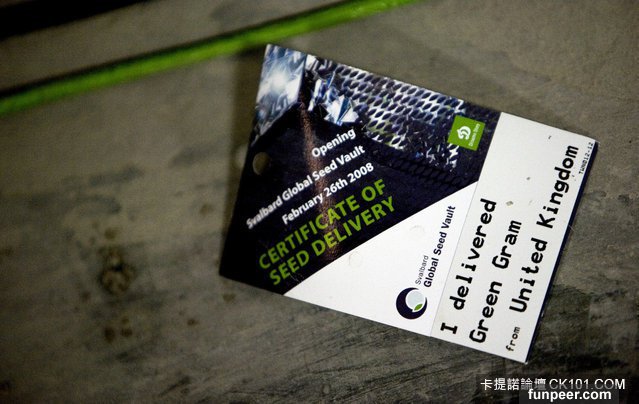 Opening
Svalbard Global Seed Vault
February 26th 2008
CERTIFICATE OF
SEED DELIVERY
Svalbard
Global Seed Vault
I delivered
Green Gram
from United Kingdom
卡提諾論壇 CK101.COM
funpeer.com